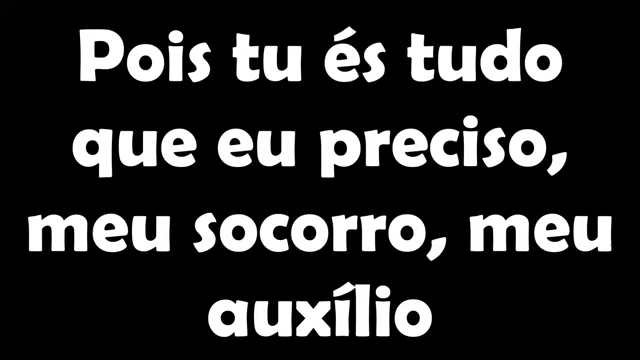 Pois tu és tudo
que eu preciso,
meu socorro, meu
auxílio